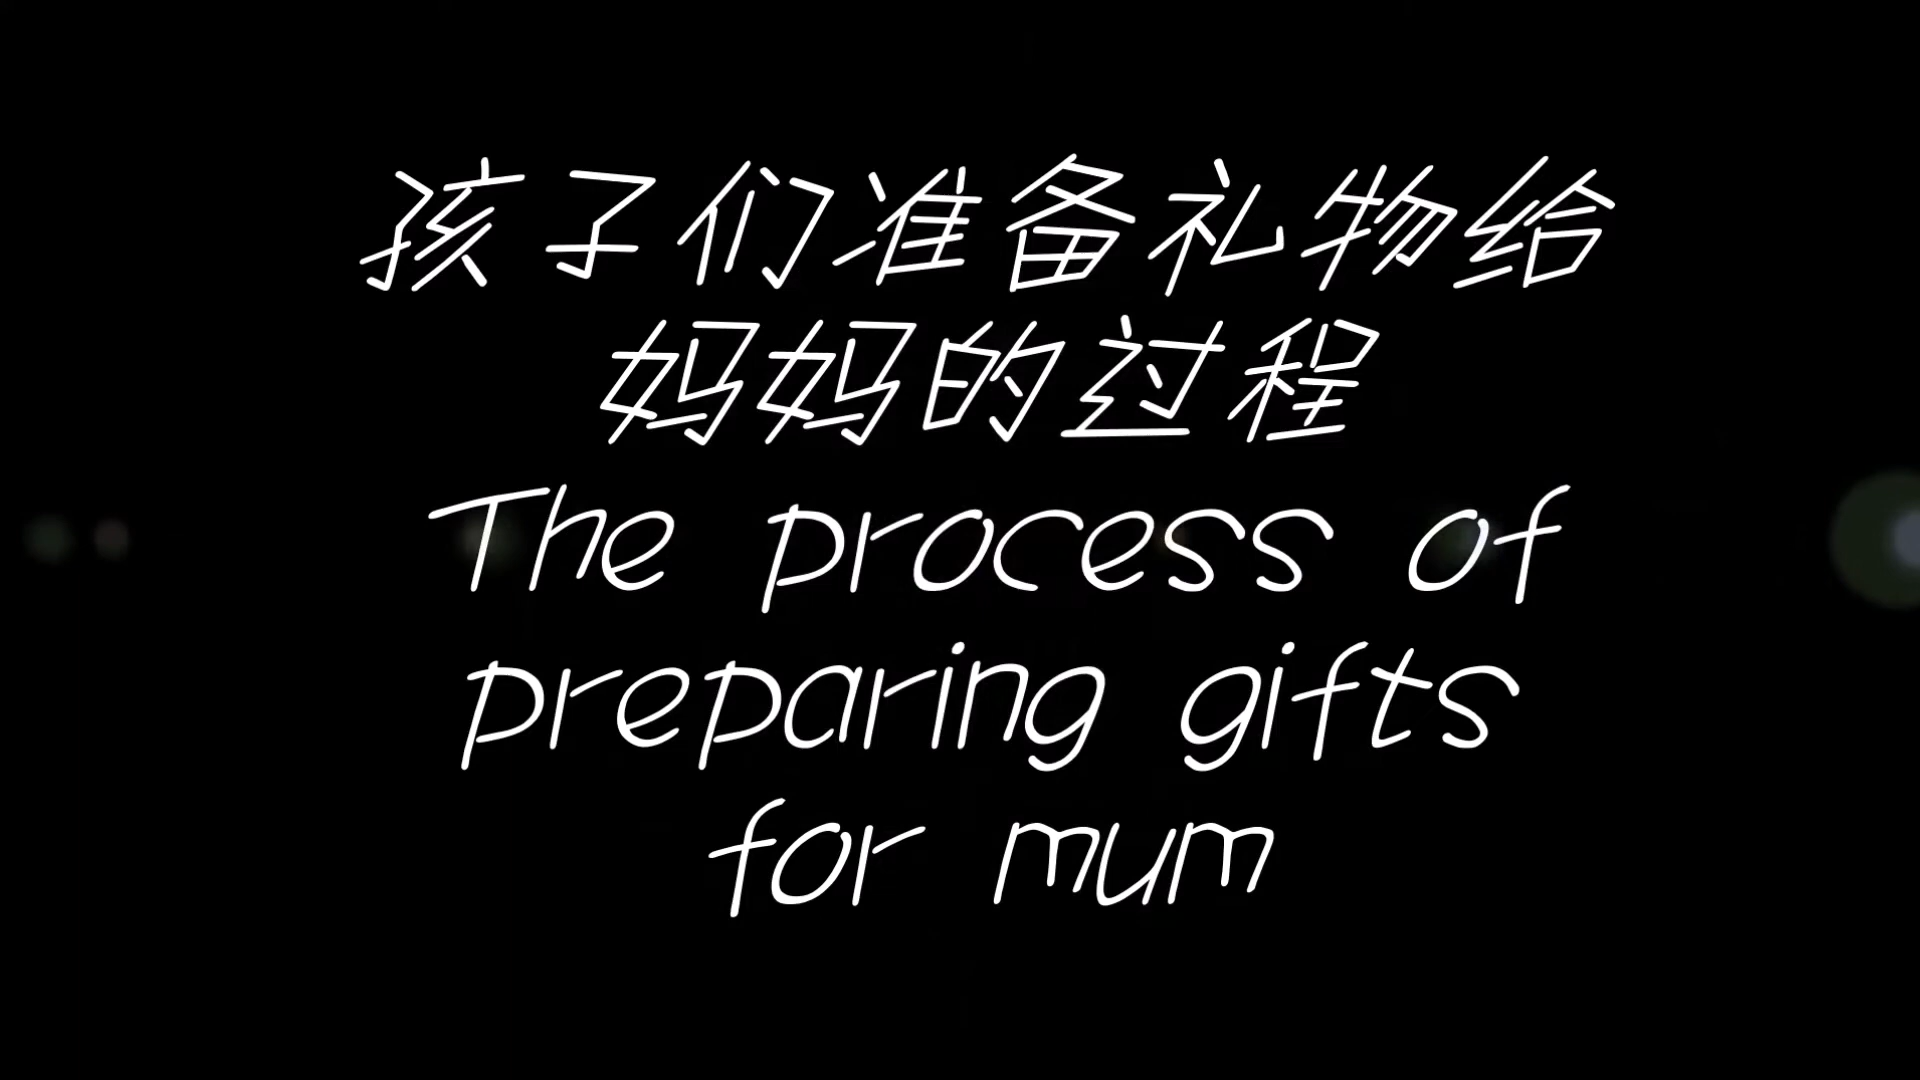 孩子们准备礼物给
妈妈的过程
The process of
preparing gifts
for mum